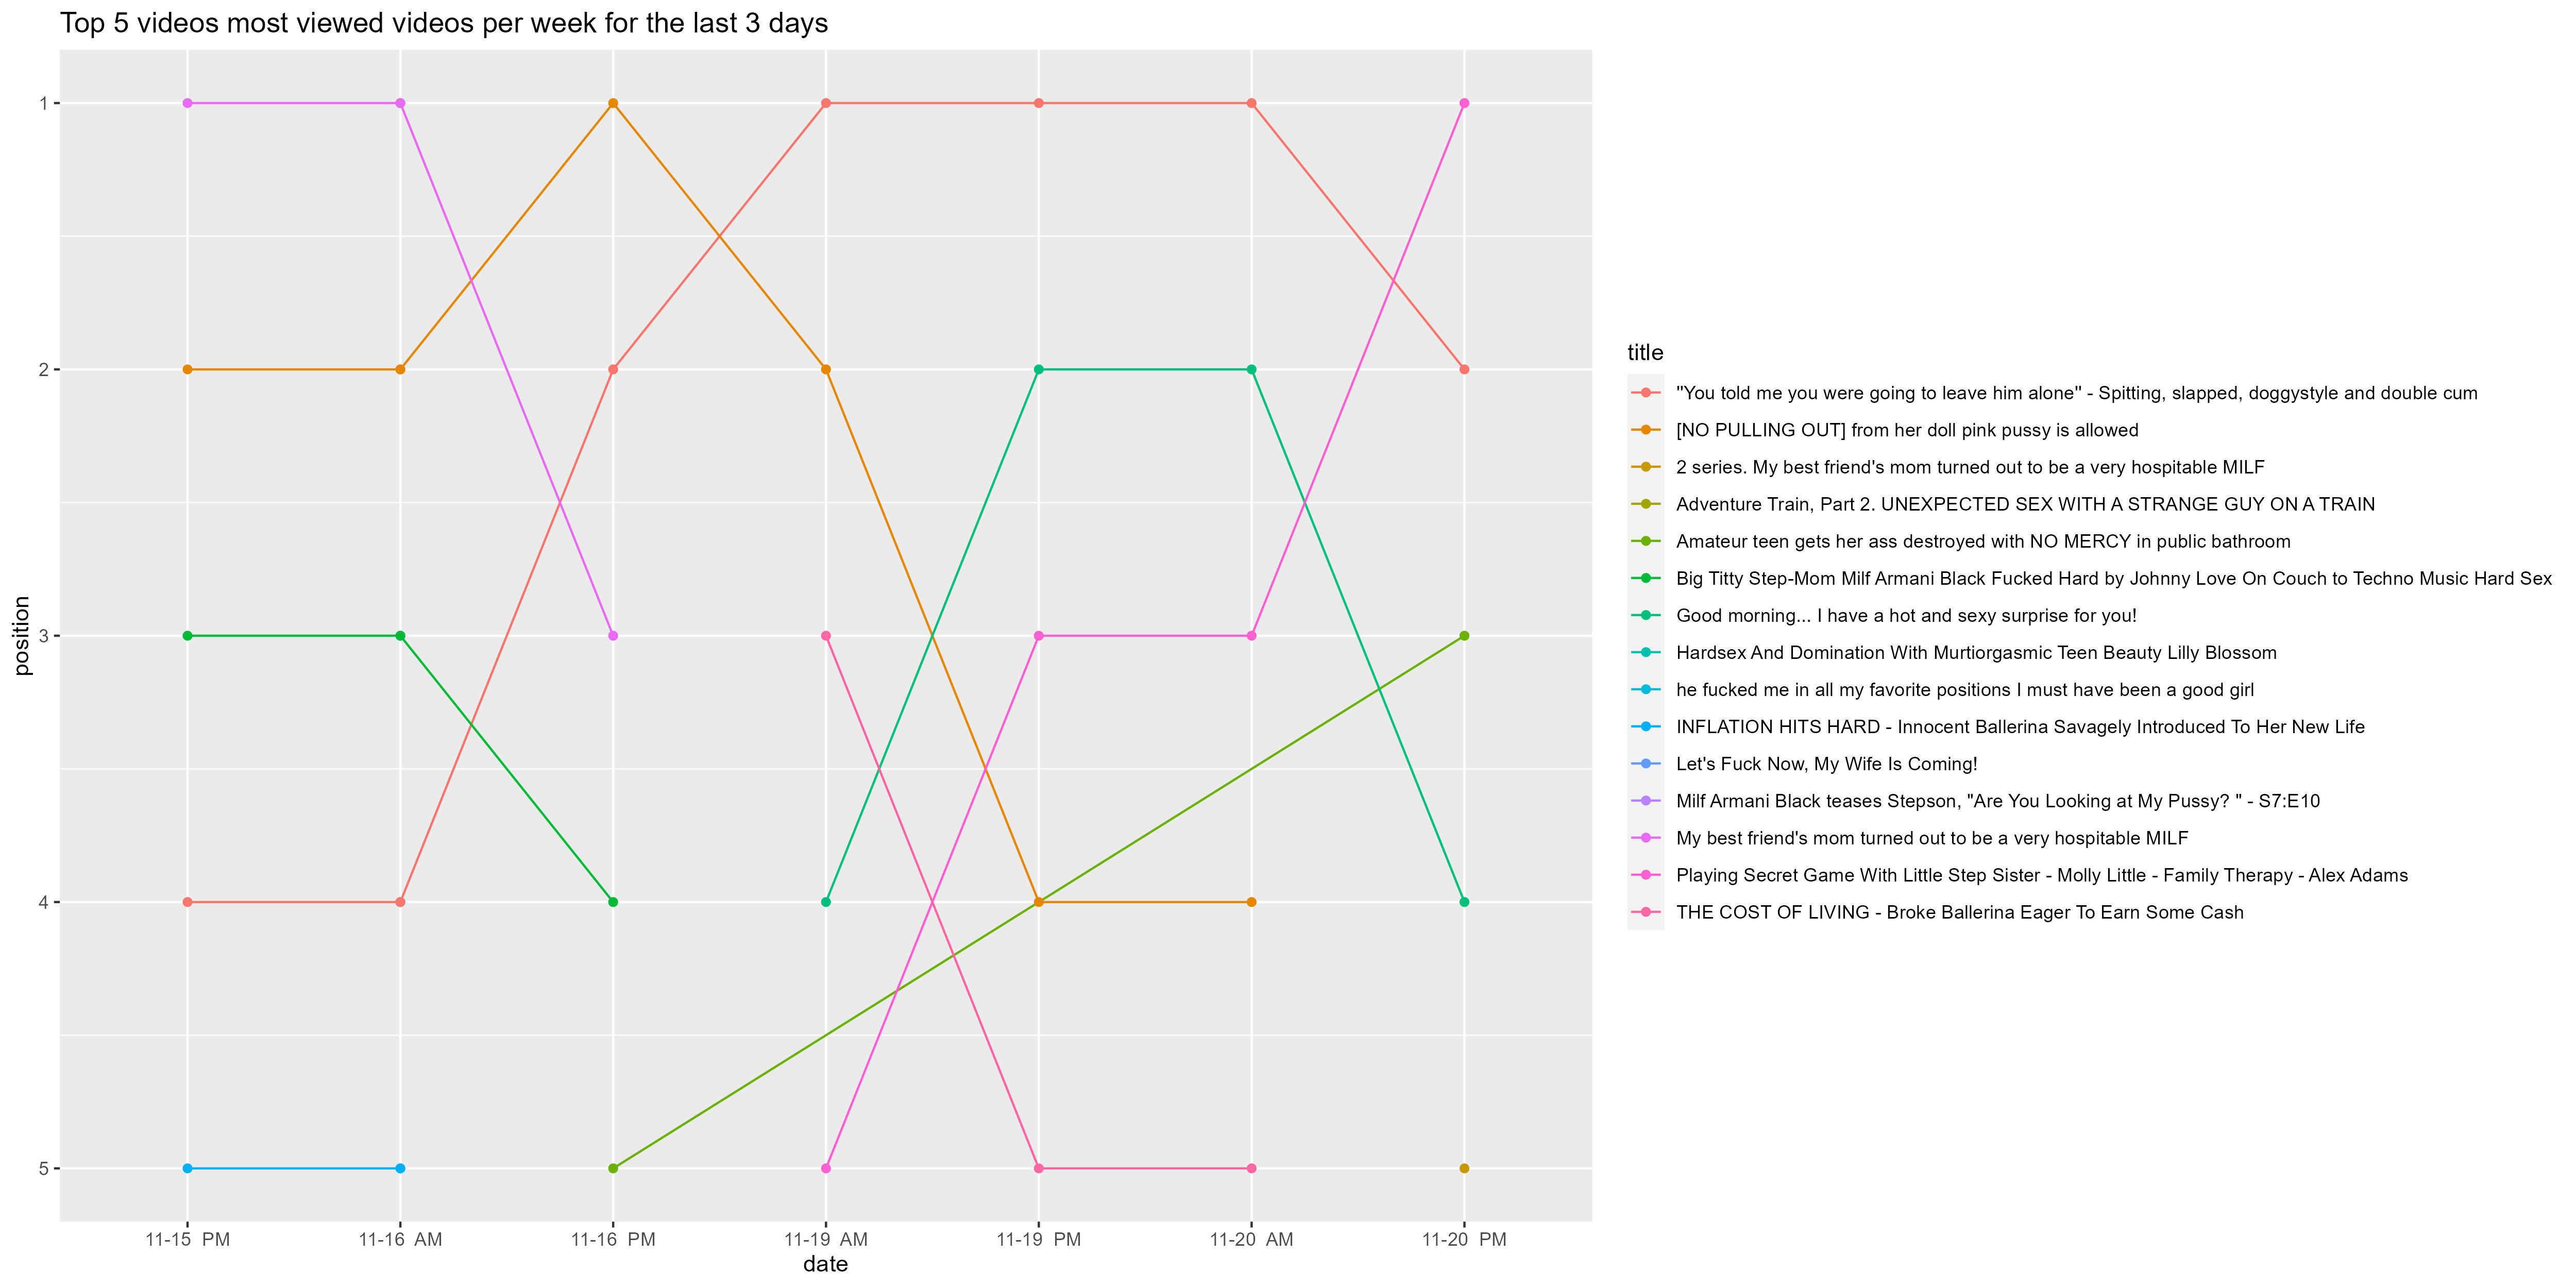 Top 5 videos most viewed videos per week for the last 3 days
1
2
3
4
5
position
11-15 PM
11-16 AM
11-16 PM
11-19 AM
11-19 PM
11-20 AM
11-20 PM
date
title
"You told me you were going to leave him alone" - Spitting, slapped, doggystyle and double cum
[NO PULLING OUT] from her doll pink pussy is allowed
2 series. My best friend's mom turned out to be a very hospitable MILF
Adventure Train, Part 2. UNEXPECTED SEX WITH A STRANGE GUY ON A TRAIN
Amateur teen gets her ass destroyed with NO MERCY in public bathroom
Big Titty Step-Mom Milf Armani Black Fucked Hard by Johnny Love On Couch to Techno Music Hard Sex
Good morning... I have a hot and sexy surprise for you!
Hardsex And Domination With Murtiorgasmic Teen Beauty Lilly Blossom
he fucked me in all my favorite positions I must have been a good girl
INFLATION HITS HARD - Innocent Ballerina Savagely Introduced To Her New Life
Let's Fuck Now, My Wife Is Coming!
Milf Armani Black teases Stepson, "Are You Looking at My Pussy? " - S7:E10
My best friend's mom turned out to be a very hospitable MILF
Playing Secret Game With Little Step Sister - Molly Little - Family Therapy - Alex Adams
THE COST OF LIVING - Broke Ballerina Eager To Earn Some Cash